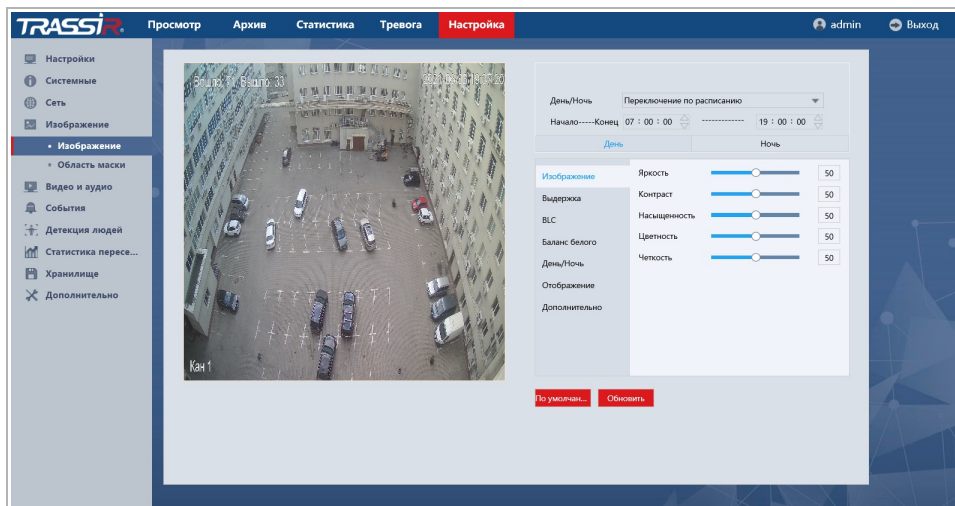 TRASSIR
Просмотр Архив Статистика Тревога Настройка admin Выход
Настройки
Системные
Сеть
Изображение
Изображение
Область маски
Видео и аудио
События
Детекция людей
Статистика пересе...
Хранилище
Дополнительно
33
Кан 1
День/Ночь Переключение по расписанию
Начало-----Конец 07 : 00 : 00 ------------ 19 : 00 : 00
День Ночь
Изображение
Выдержка
BLC
Баланс белого
День/Ночь
Отображение
Дополнительно
Яркость 50
Контраст 50
Насыщенность 50
Цветность 50
Четкость 50
По умолчан... Обновить